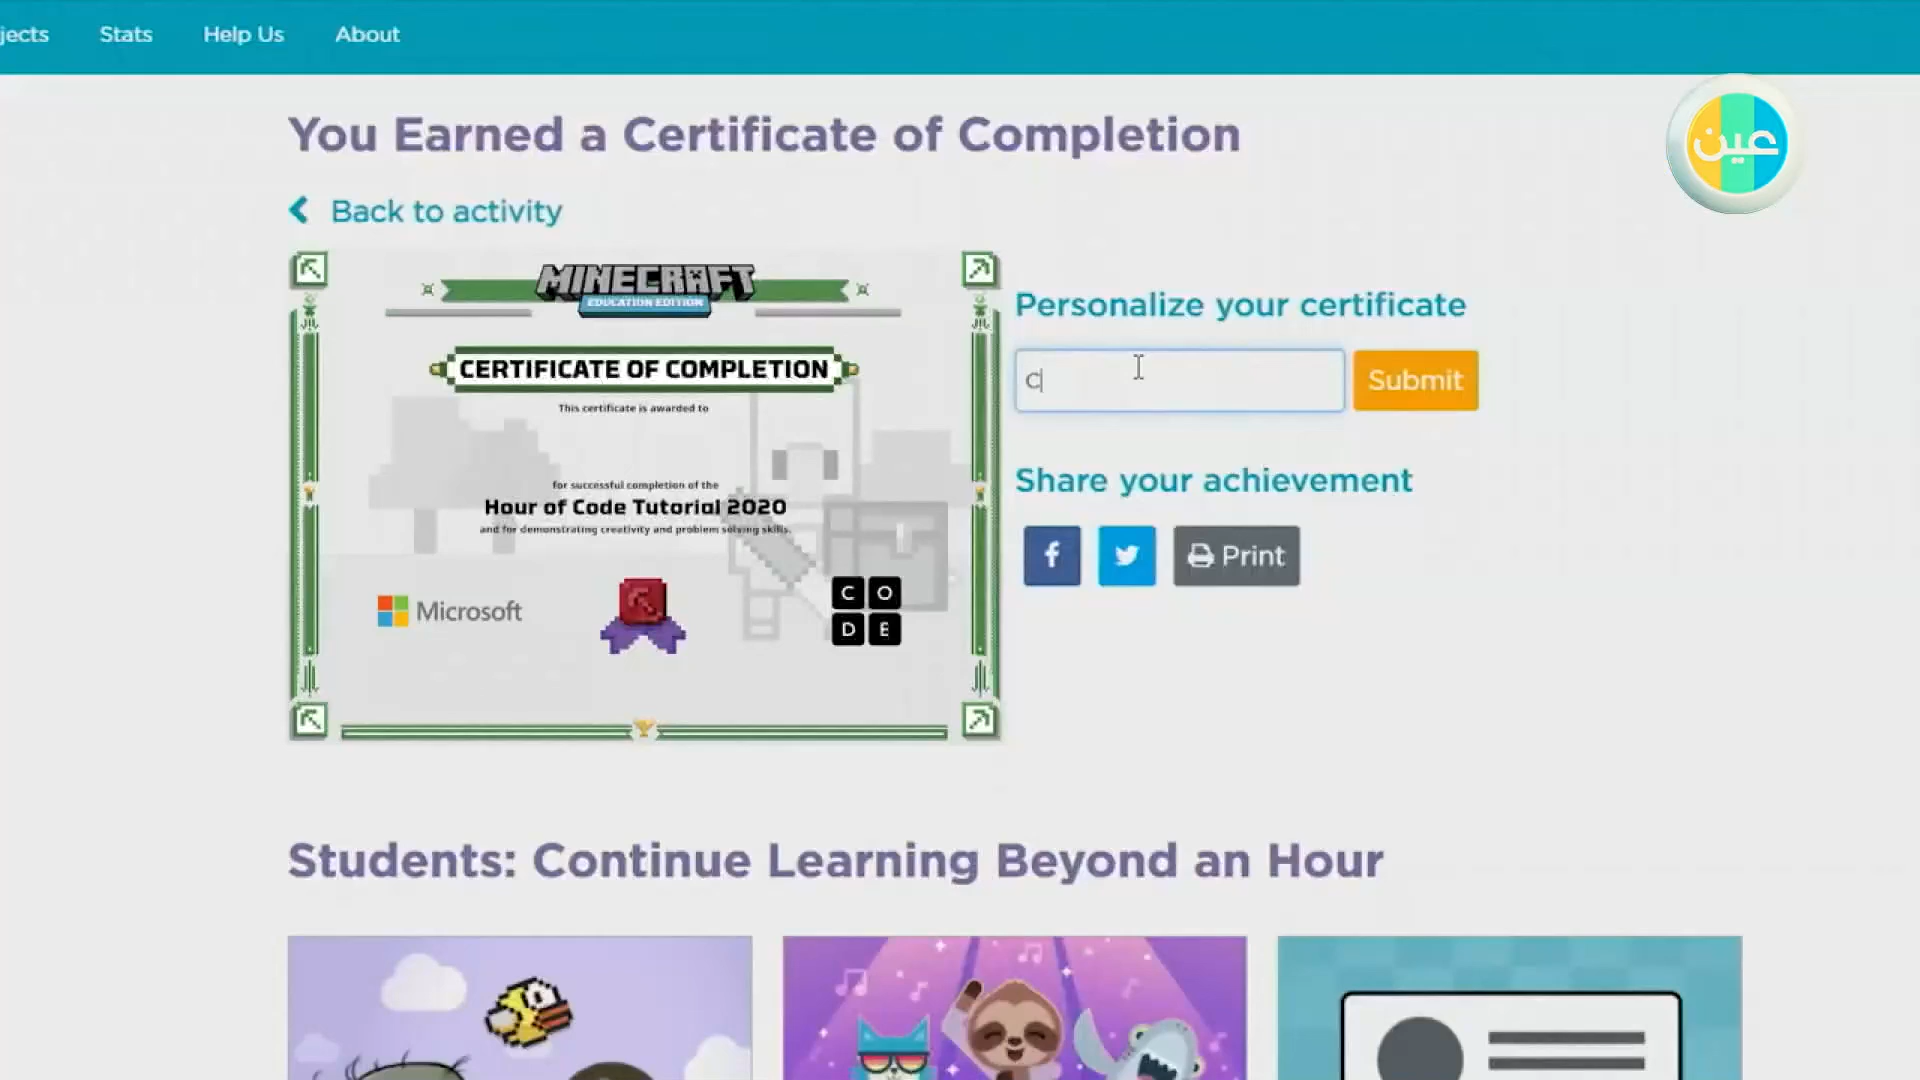 jects Stats Help Us About
عين
You Earned a Certificate of Completion
Back to activity
MINECRAFT
EDUCATION EDITION
CERTIFICATE OF COMPLETION
This certificate is awarded to
for successful completion of the
Hour of Code Tutorial 2020
and for demonstrating creativity and problem solving skills.
Microsoft
C O
D E
Personalize your certificate
C
Submit
Share your achievement
f
Print
Students: Continue Learning Beyond an Hour